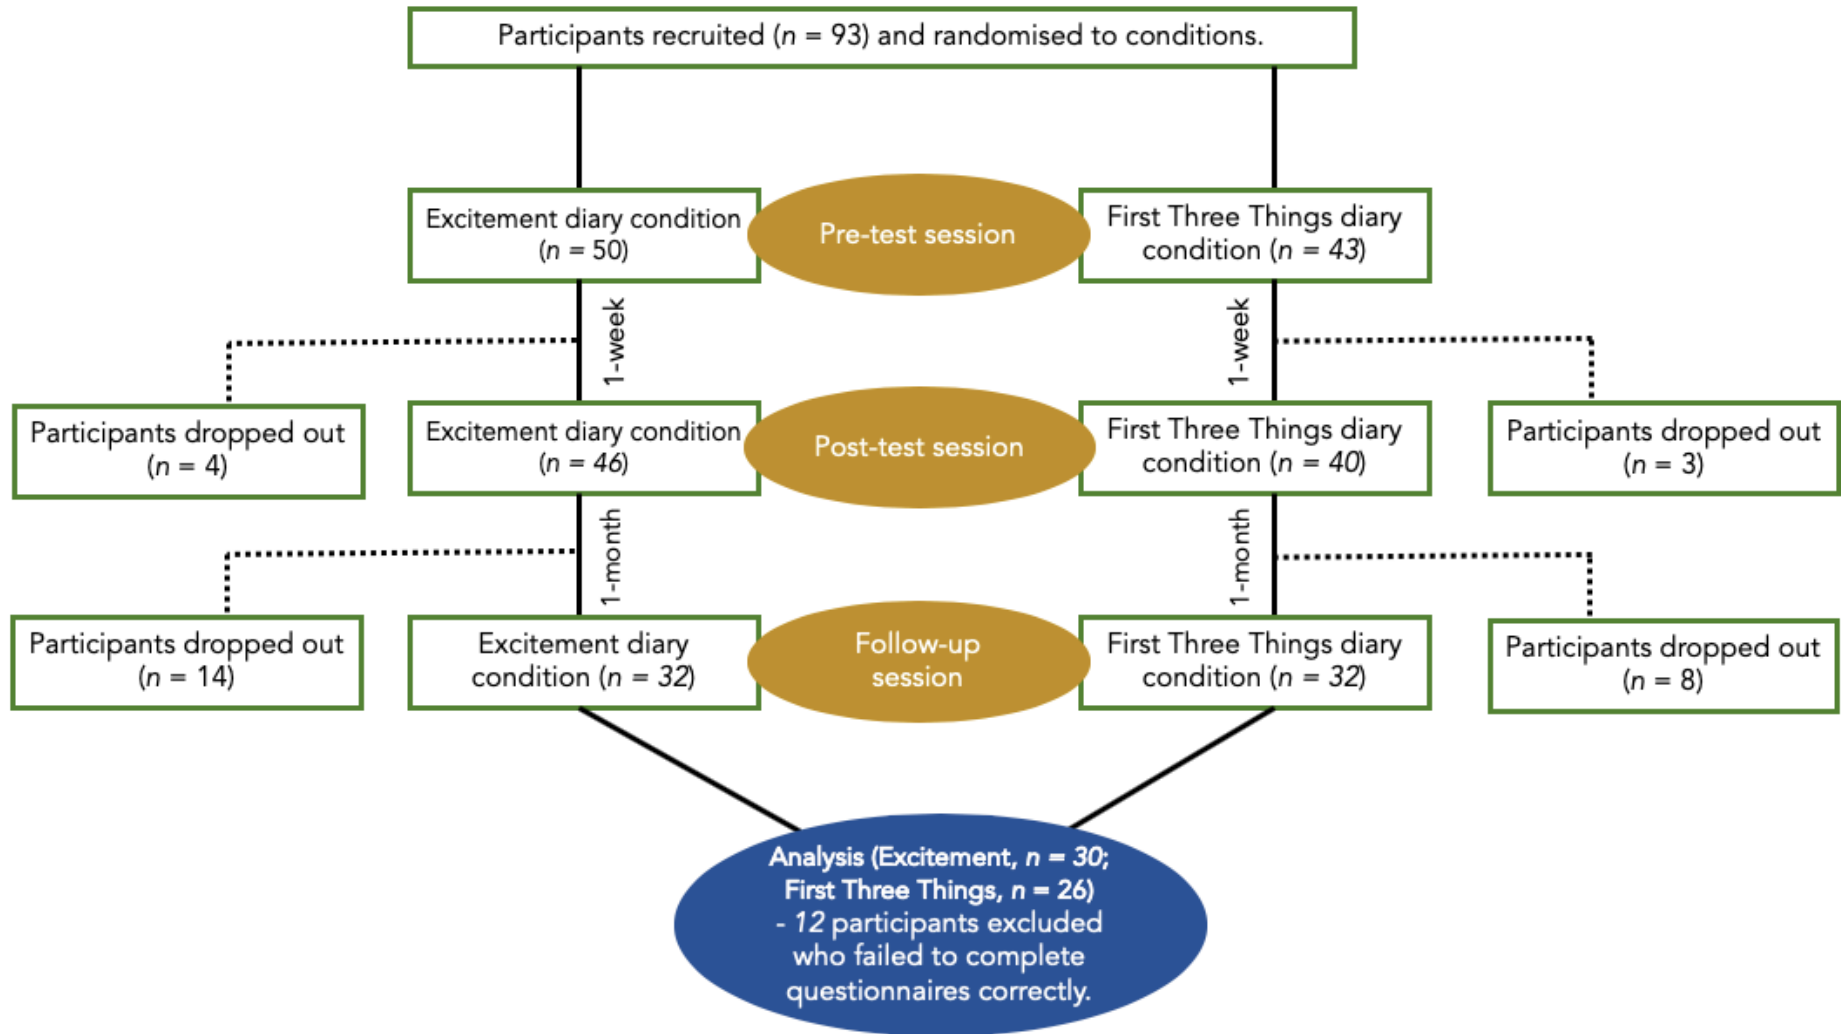 Participants recruited (n = 93) and randomised to conditions.
Excitement diary condition
(n = 50)
Pre-test session
First Three Things diary
condition (n = 43)
1-week
1-week
Participants dropped out
(n = 4)
Excitement diary condition
(n = 46)
Post-test session
First Three Things diary
condition (n = 40)
Participants dropped out
(n = 3)
1-month
1-month
Participants dropped out
(n = 14)
Excitement diary
condition (n = 32)
Follow-up
session
First Three Things diary
condition (n = 32)
Participants dropped out
(n = 8)
Analysis (Excitement, n = 30;
First Three Things, n = 26)
- 12 participants excluded
who failed to complete
questionnaires correctly.